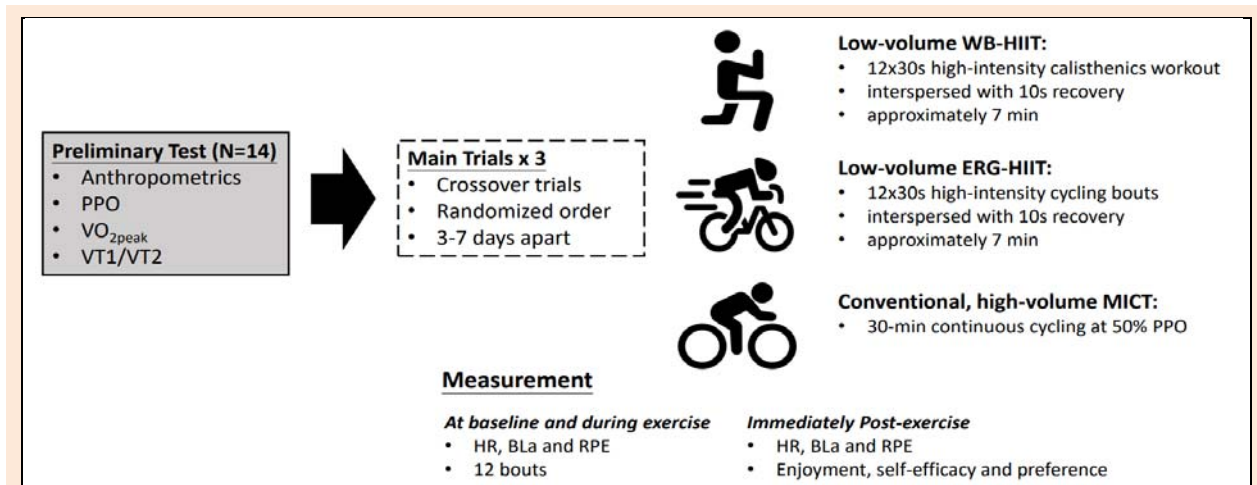 Preliminary Test (N=14)
• Anthropometrics
• PPO
• VO2peak
• VT1/VT2
Main Trials x 3
• Crossover trials
• Randomized order
• 3-7 days apart
Low-volume WB-HIIT:
• 12x30s high-intensity calisthenics workout
• interspersed with 10s recovery
• approximately 7 min
Low-volume ERG-HIIT:
• 12x30s high-intensity cycling bouts
• interspersed with 10s recovery
• approximately 7 min
Conventional, high-volume MICT:
• 30-min continuous cycling at 50% PPO
Measurement
At baseline and during exercise
• HR, BLa and RPE
• 12 bouts
Immediately Post-exercise
• HR, BLa and RPE
• Enjoyment, self-efficacy and preference